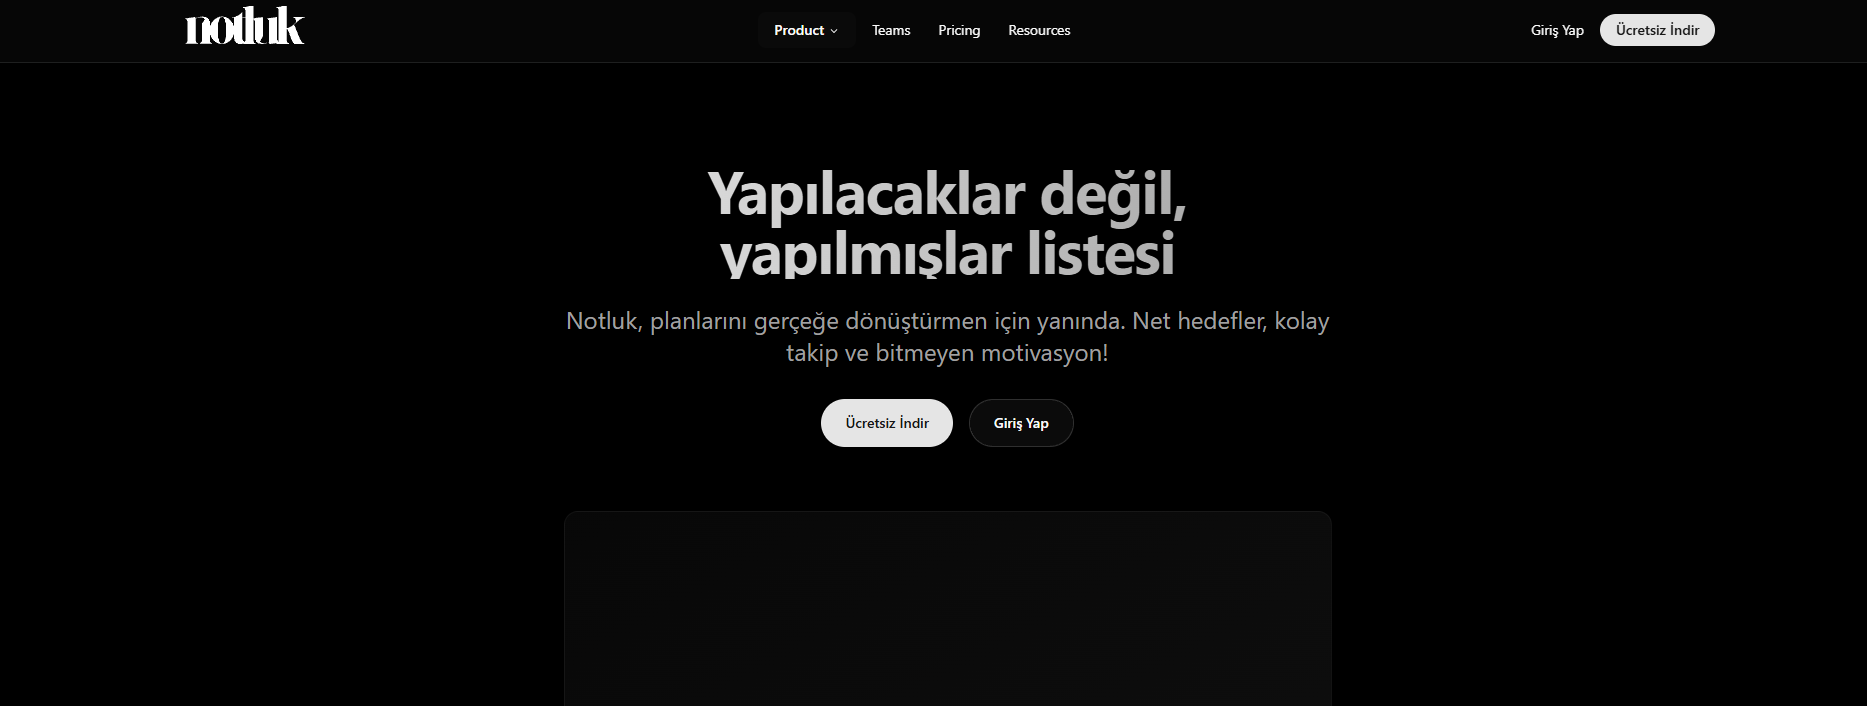 notluk
Product
Teams
Pricing
Resources
Giriş Yap
Ücretsiz İndir
Yapılacaklar değil,
yapılmışlar listesi
Notluk, planlarını gerçeğe dönüştürmen için yanında. Net hedefler, kolay
takip ve bitmeyen motivasyon!
Ücretsiz İndir
Giriş Yap